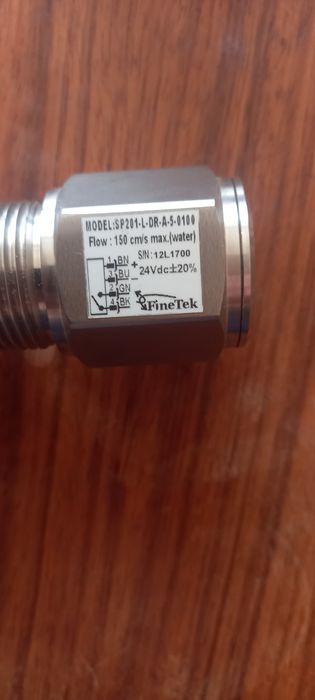 MODEL:SP201-L-DR-A-5-0100
Flow : 150 cm/s max.(water)
S/N: 12L1700
1 BN +
3 BU - 24Vdc±20%
2 GN
4 BK
FineTek